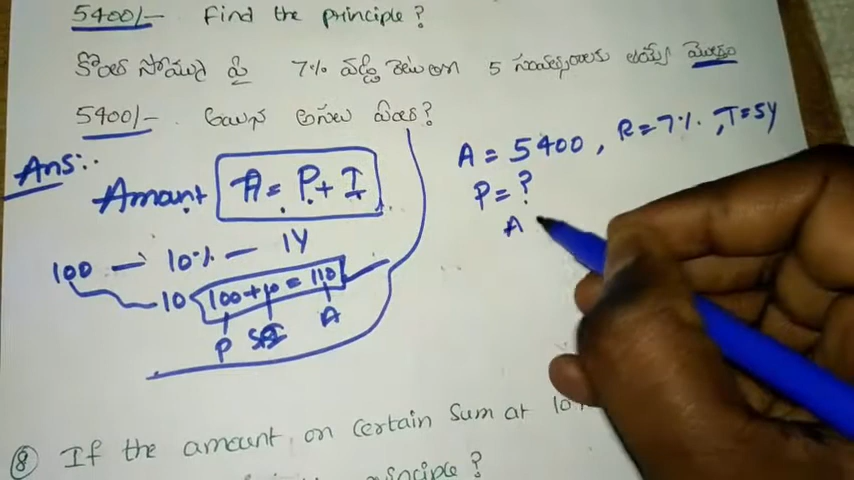 5400/- Find the principle?
కొంత సొమ్ము పై 7% వడ్డీ రేటున 5 సంవత్సరాలకు అయ్యే మొత్తం
5400/- అయిన అసలు ఎంత?
Ans:-
Amount A = P + I
100 — 10% — 1Y
10 100+10 = 110
P SI A
A = 5400, R = 7%, T = 5Y
P = ?
A
⑧ If the amount on certain sum at 10
principle?